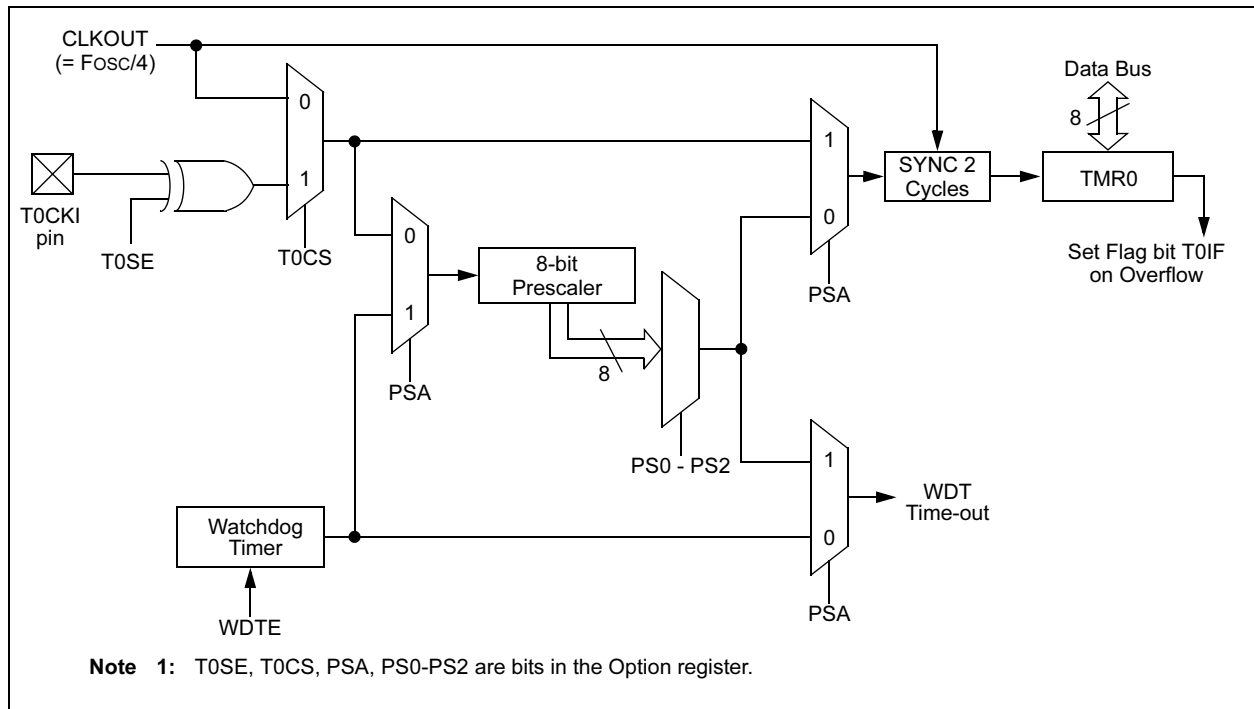 CLKOUT
(= FOSC/4)
0
1
T0CKI
pin
T0SE
T0CS
0
1
PSA
8-bit
Prescaler
8
PS0 - PS2
1
0
PSA
SYNC 2
Cycles
Data Bus
8
TMR0
Set Flag bit T0IF
on Overflow
Watchdog
Timer
WDTE
1
0
PSA
WDT
Time-out
Note 1: T0SE, T0CS, PSA, PS0-PS2 are bits in the Option register.